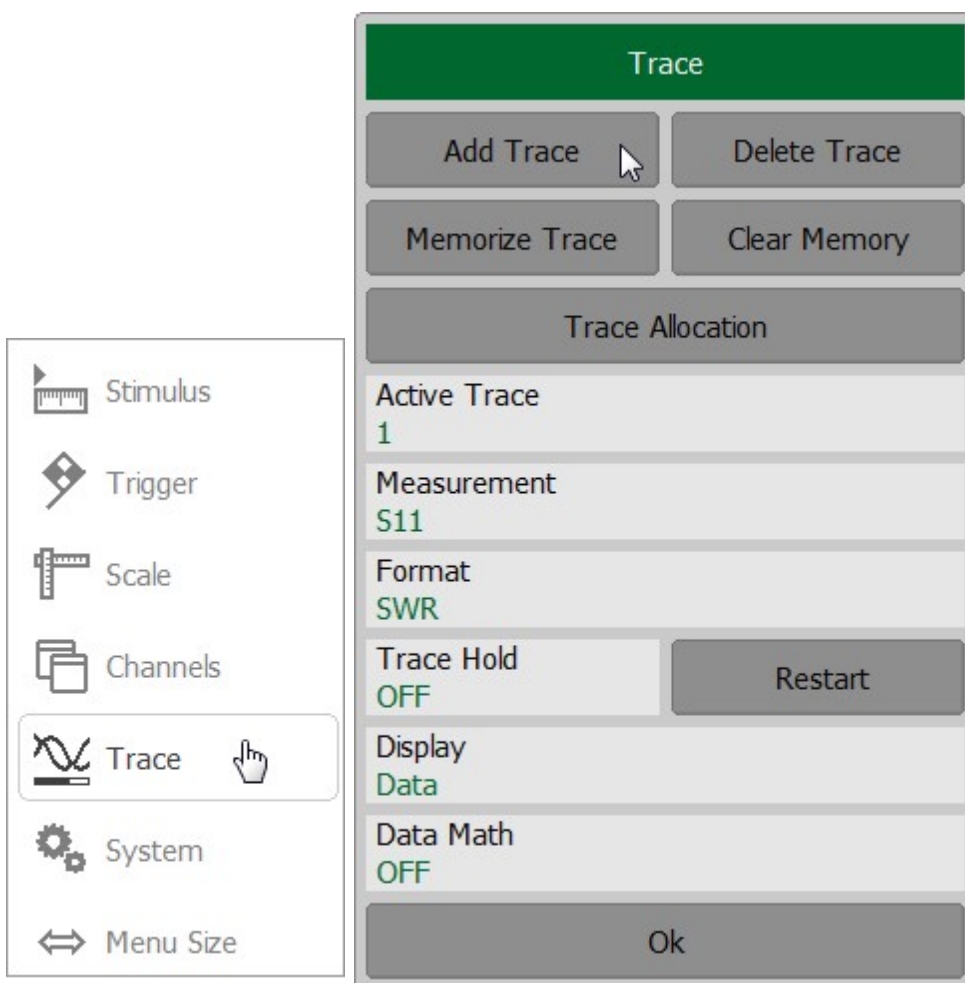 Stimulus
Trigger
Scale
Channels
Trace
System
Menu Size
Trace
Add Trace
Delete Trace
Memorize Trace
Clear Memory
Trace Allocation
Active Trace
1
Measurement
S11
Format
SWR
Trace Hold
OFF
Restart
Display
Data
Data Math
OFF
Ok